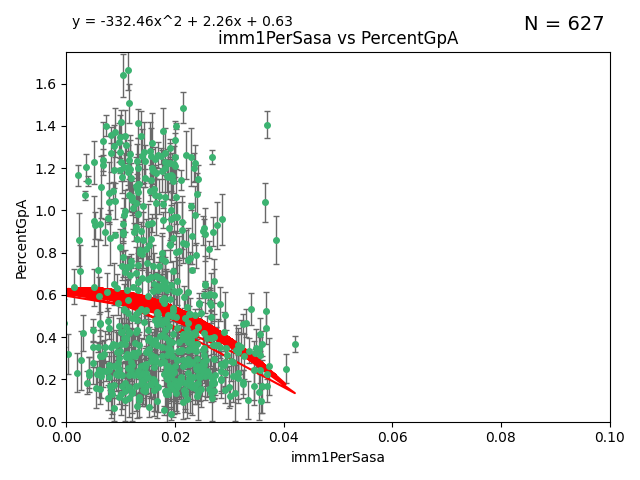 y = -332.46x^2 + 2.26x + 0.63
N = 627
imm1PerSasa vs PercentGpA
PercentGpA
1.6
1.4
1.2
1.0
0.8
0.6
0.4
0.2
0.0
0.00 0.02 0.04 0.06 0.08 0.10
imm1PerSasa